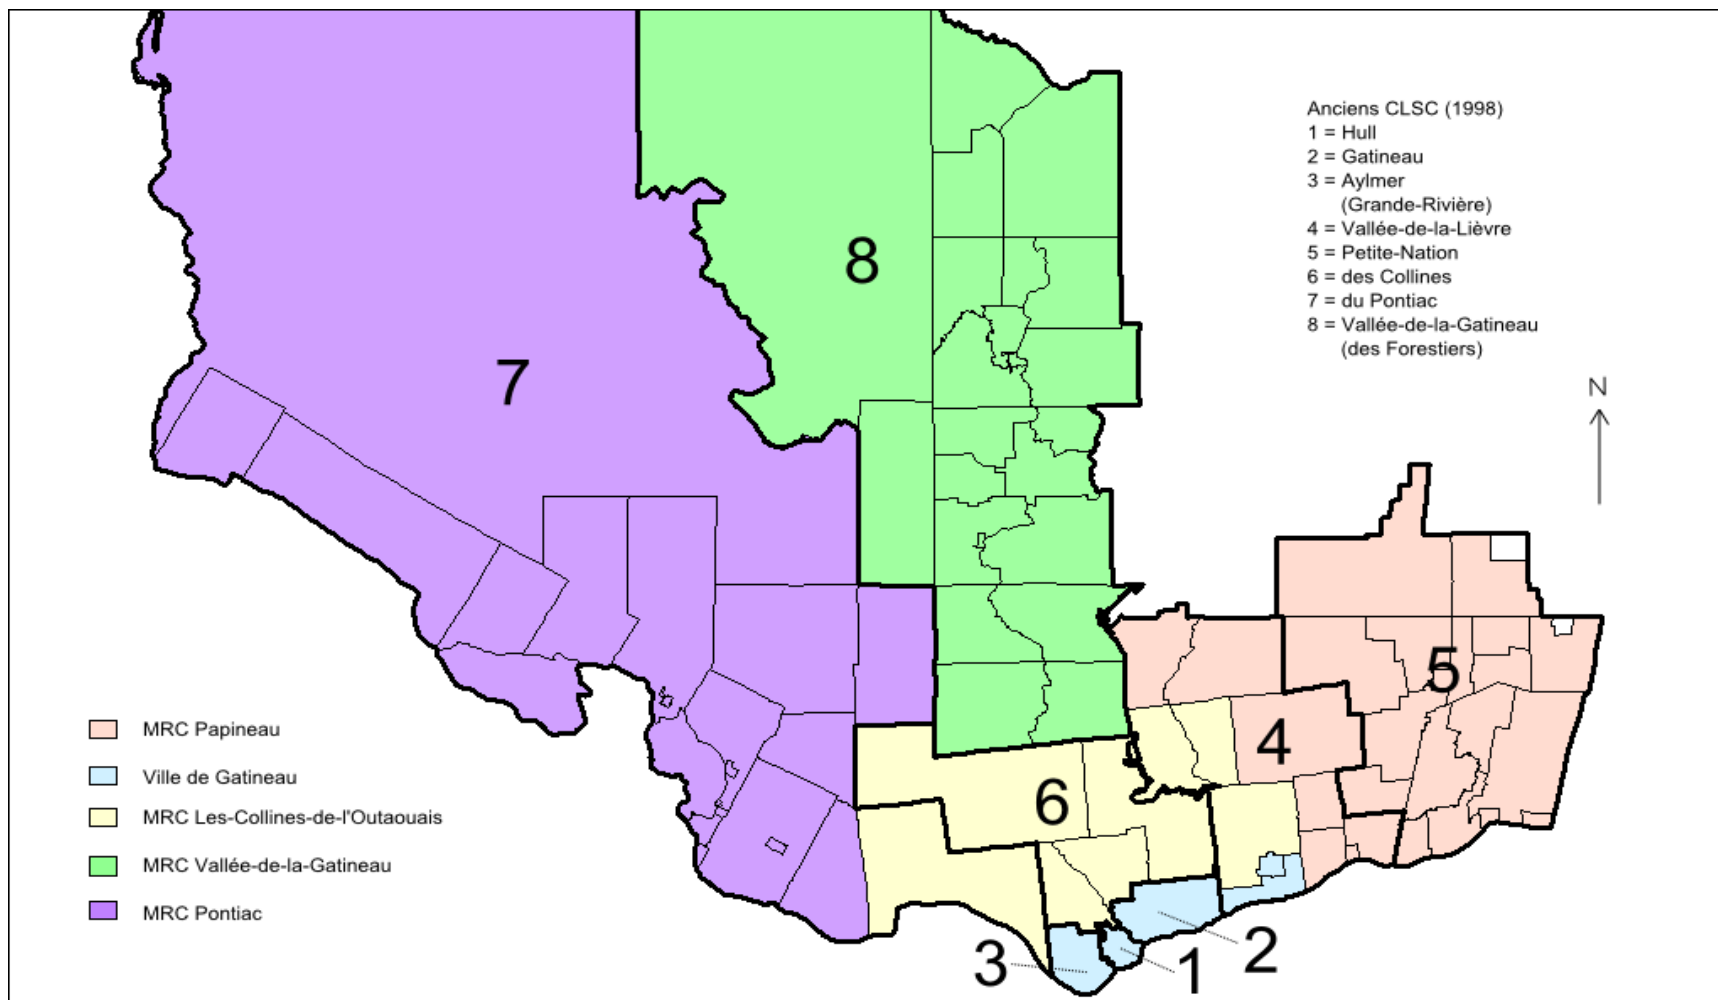 Anciens CLSC (1998)
1 = Hull
2 = Gatineau
3 = Aylmer
(Grande-Rivière)
4 = Vallée-de-la-Lièvre
5 = Petite-Nation
6 = des Collines
7 = du Pontiac
8 = Vallée-de-la-Gatineau
(des Forestiers)
8
7
N
5
4
6
3
1
2
MRC Papineau
Ville de Gatineau
MRC Les-Collines-de-l'Outaouais
MRC Vallée-de-la-Gatineau
MRC Pontiac